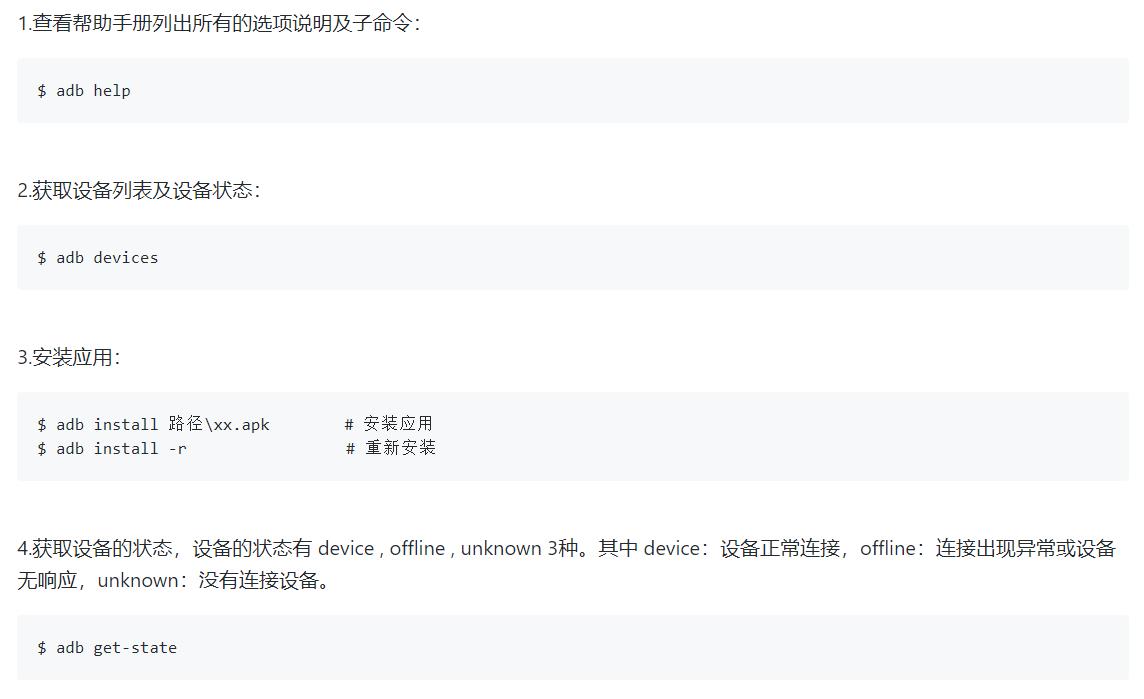 1.查看帮助手册列出所有的选项说明及子命令：
$ adb help
2.获取设备列表及设备状态：
$ adb devices
3.安装应用：
$ adb install 路径\xx.apk        # 安装应用
$ adb install -r                 # 重新安装
4.获取设备的状态，设备的状态有 device , offline , unknown 3种。其中 device：设备正常连接，offline：连接出现异常或设备
无响应，unknown：没有连接设备。
$ adb get-state